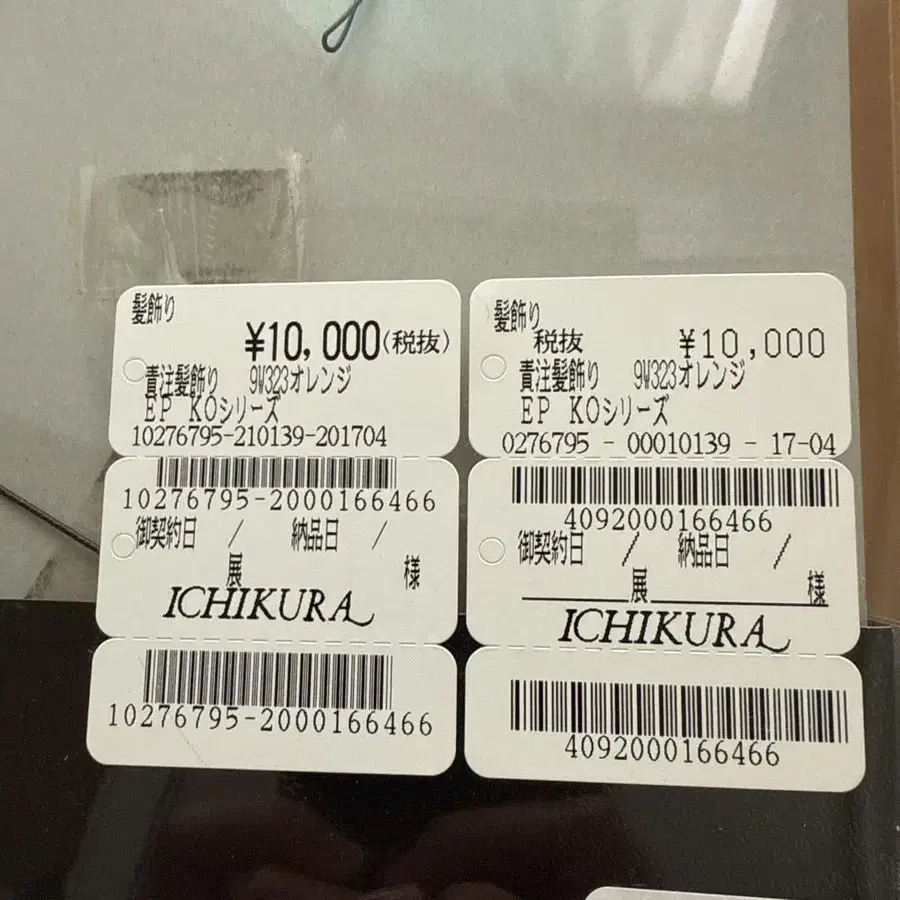 髪飾り
¥10,000(税抜)
責注髪飾り 9W323オレンジ
EP KOシリーズ
10276795-210139-201704
10276795-2000166466
御契約日 / 納品日 /
展 様
ICHIKURA
10276795-2000166466
髪飾り
税抜 ¥10,000
責注髪飾り 9W323オレンジ
EP KOシリーズ
0276795 - 00010139 - 17-04
4092000166466
御契約日 / 納品日 /
展 様
ICHIKURA
4092000166466